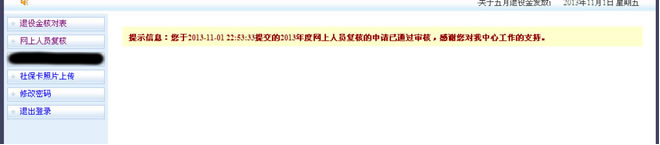 关于五月退役金发放 2013年11月1日 星期五
退役金核对表
网上人员复核
提示信息:您于2013-11-01 22:53:33提交的2013年度网上人员复核的申请已通过审核,感谢您对我中心工作的支持。
社保卡照片上传
修改密码
退出登录